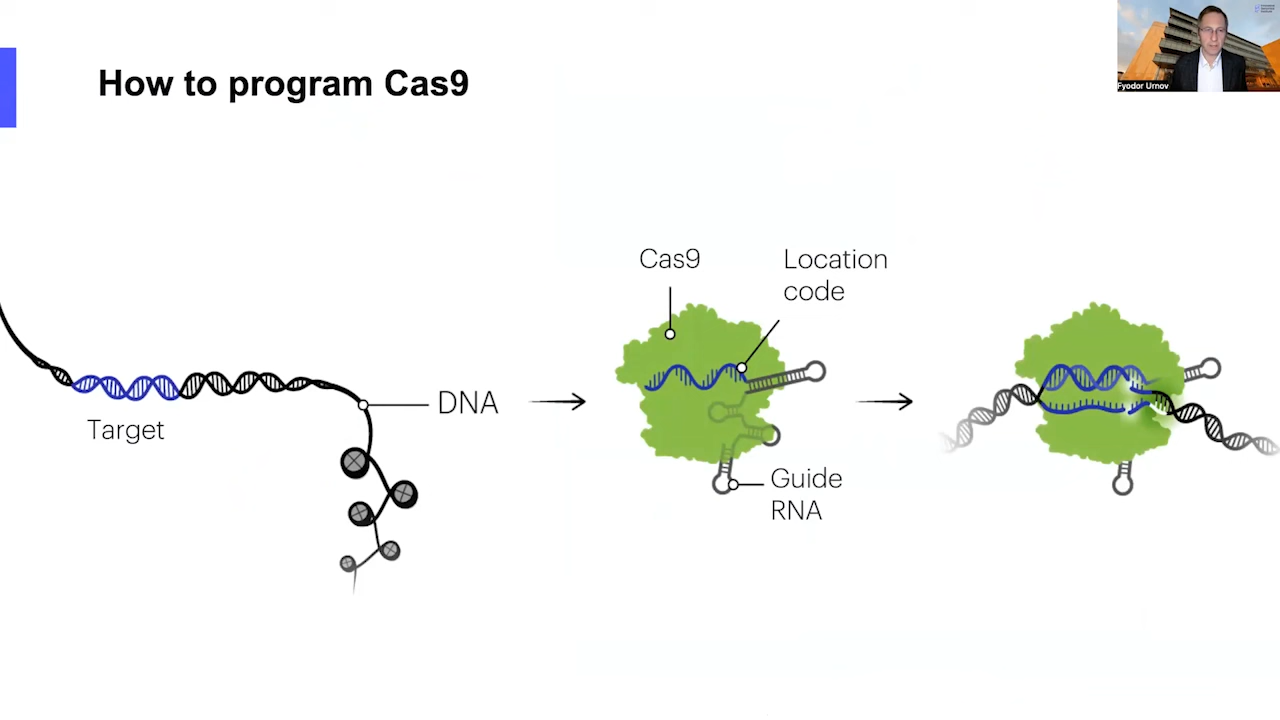 How to program Cas9
Fyodor Urnov
Cas9
Location
code
DNA
Target
Guide
RNA